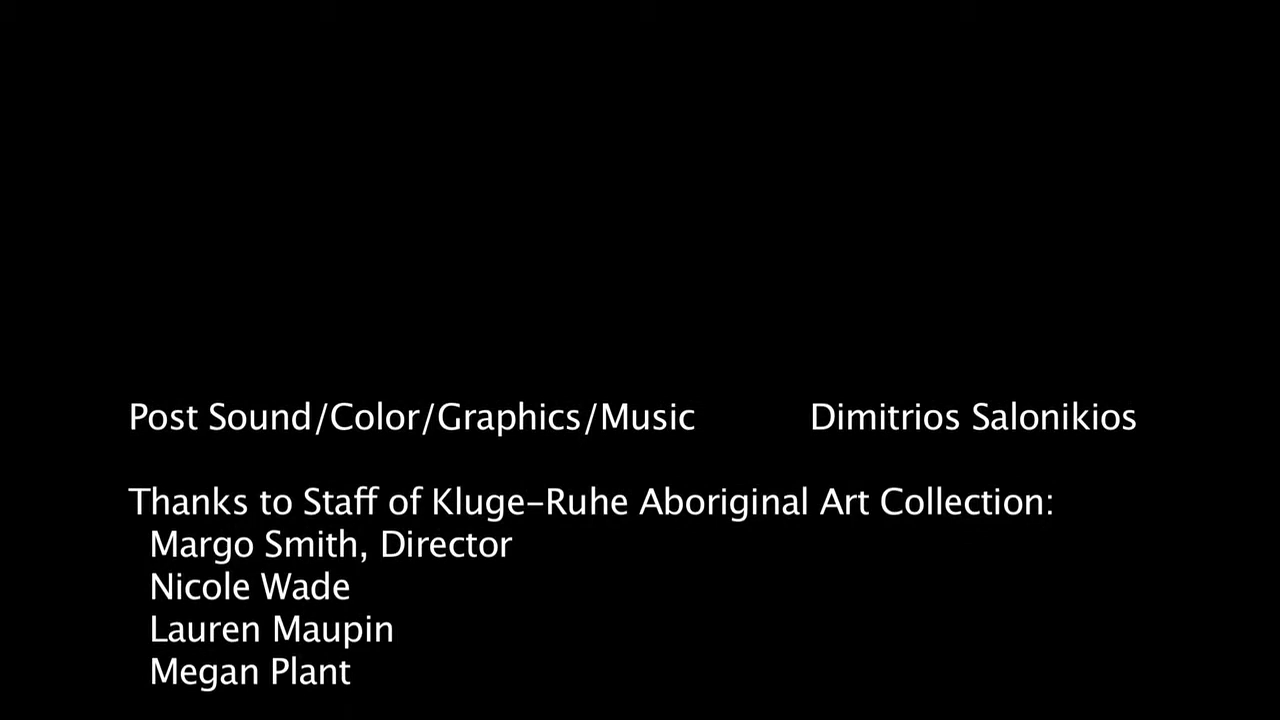 Post Sound/Color/Graphics/Music Dimitrios Salonikios
Thanks to Staff of Kluge-Ruhe Aboriginal Art Collection:
Margo Smith, Director
Nicole Wade
Lauren Maupin
Megan Plant